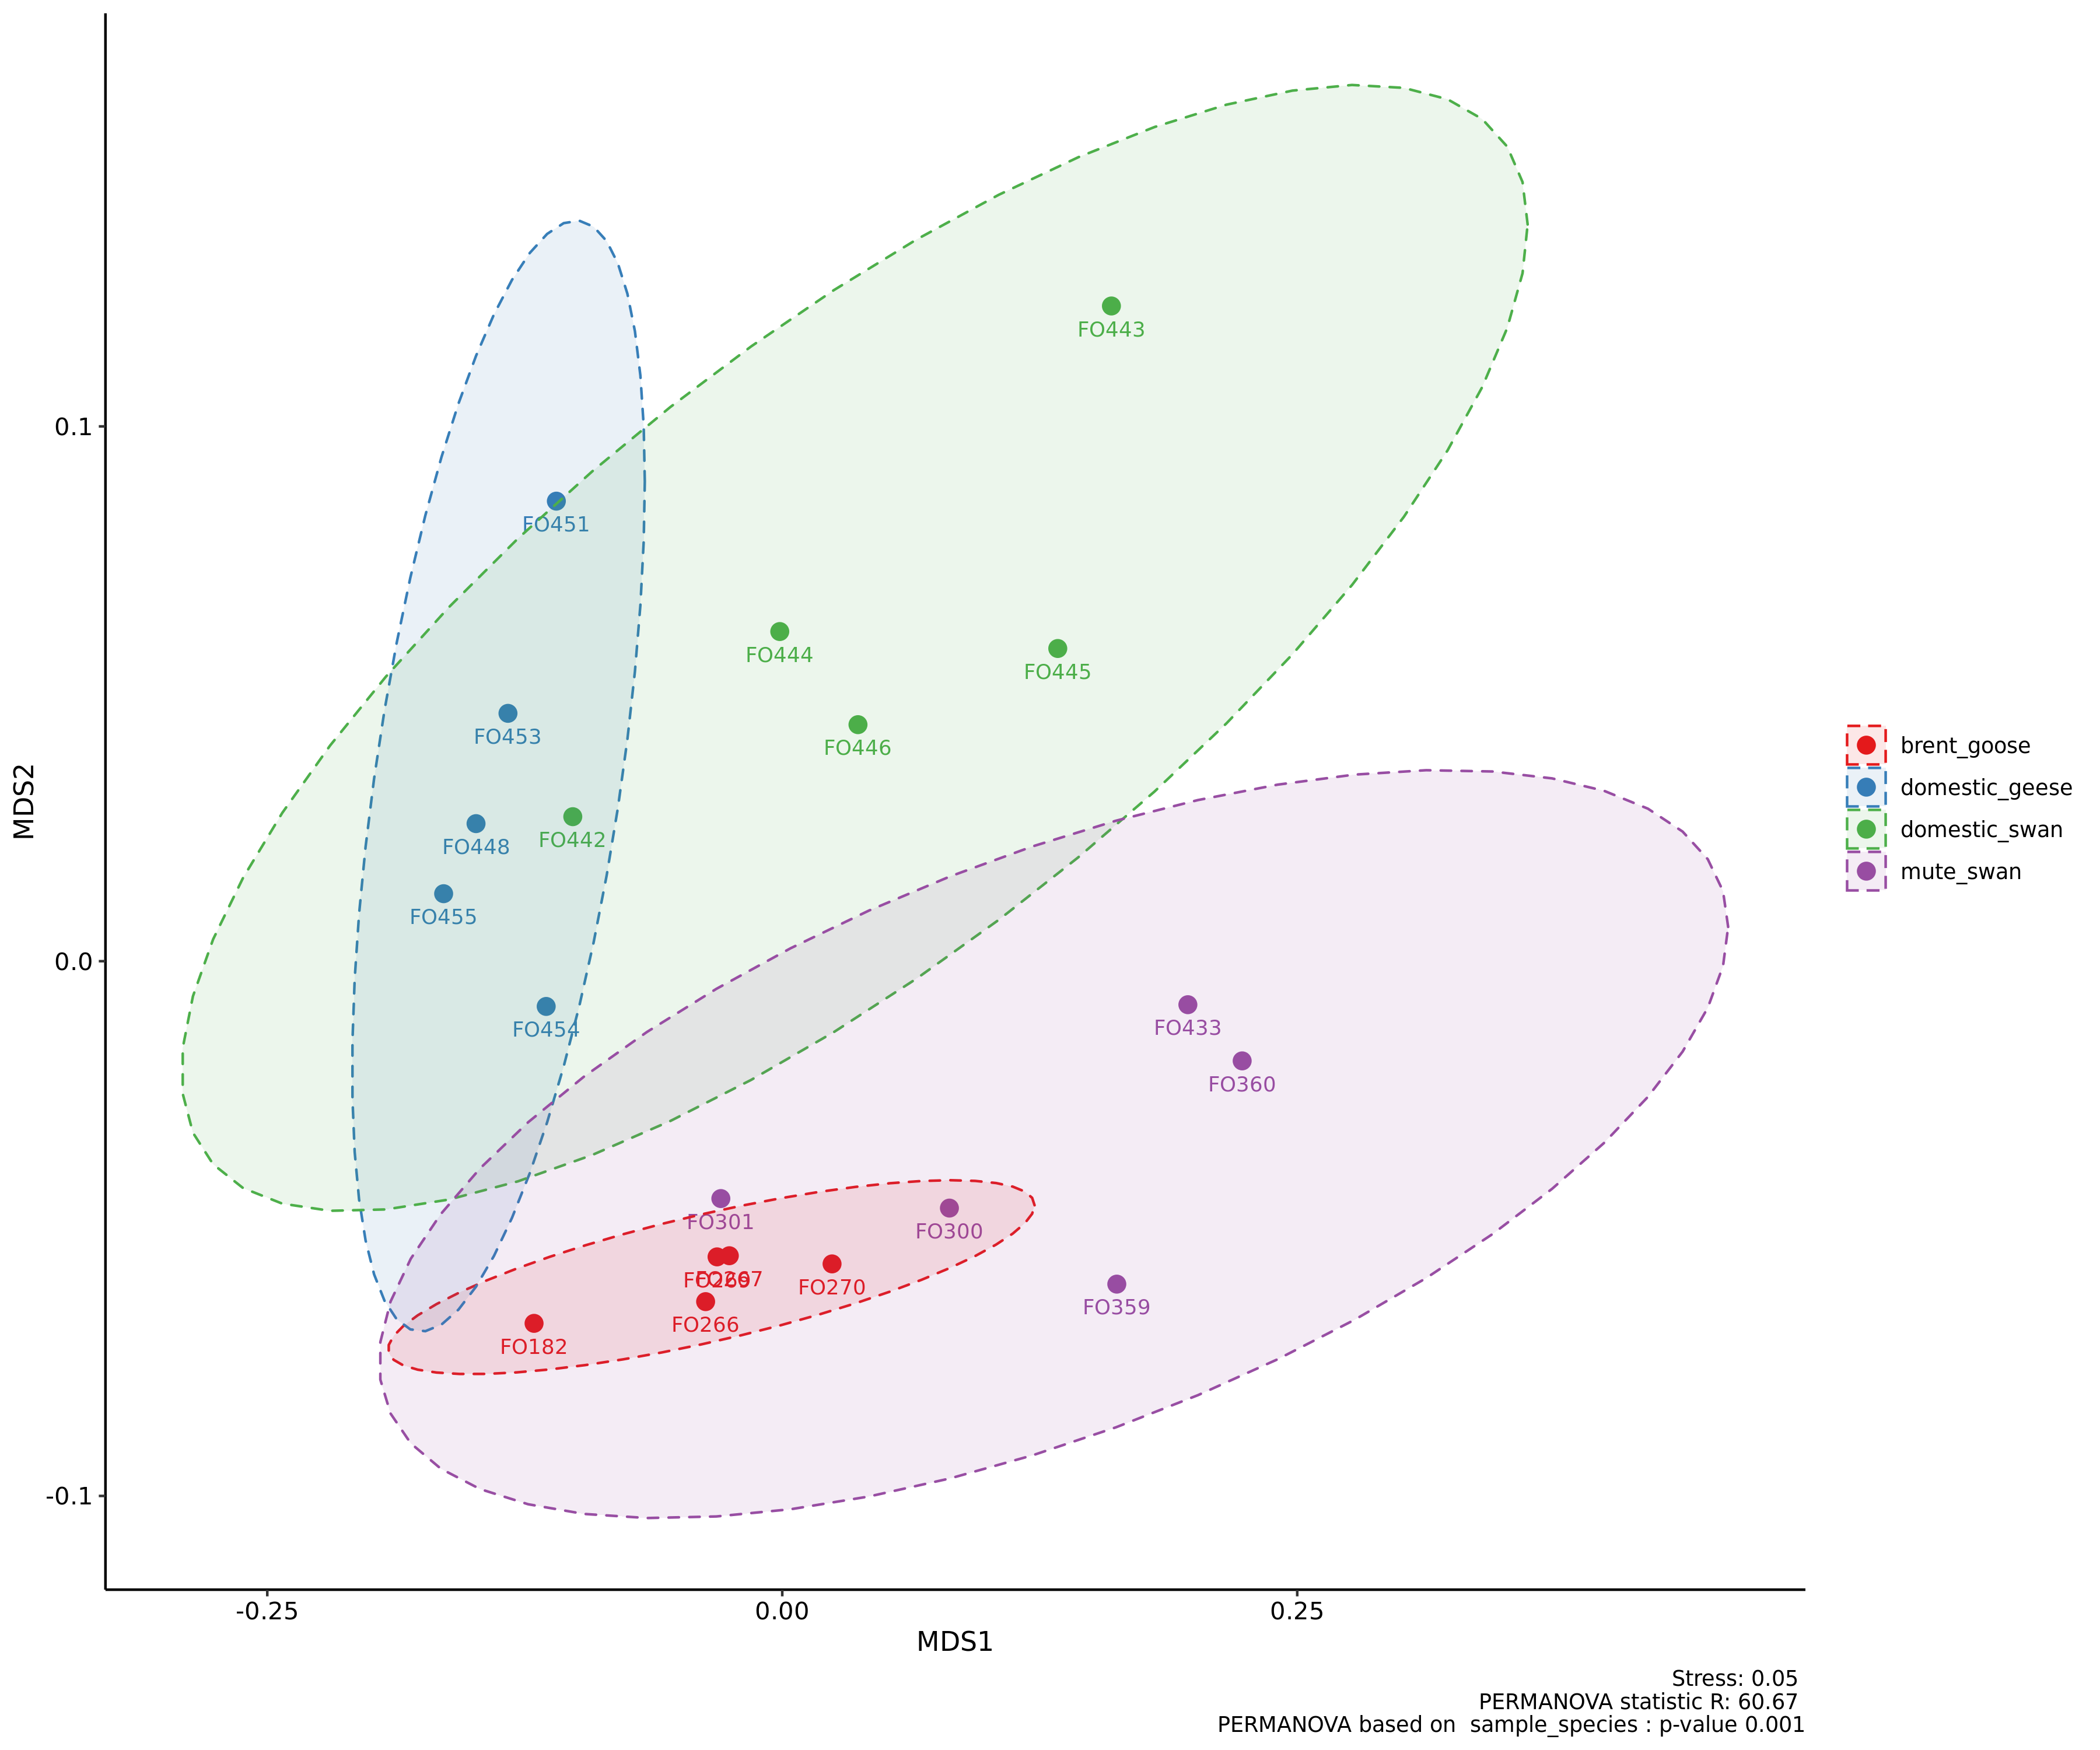 FO443
0.1
FO451
FO444
FO445
FO453
FO446
brent_goose
MDS2
domestic_geese
FO448
FO442
domestic_swan
mute_swan
FO455
0.0
FO454
FO433
FO360
FO301
FO300
FO267
FO270
FO359
FO266
FO182
-0.1
-0.25
0.00
0.25
MDS1
Stress: 0.05
PERMANOVA statistic R: 60.67
PERMANOVA based on sample_species : p-value 0.001